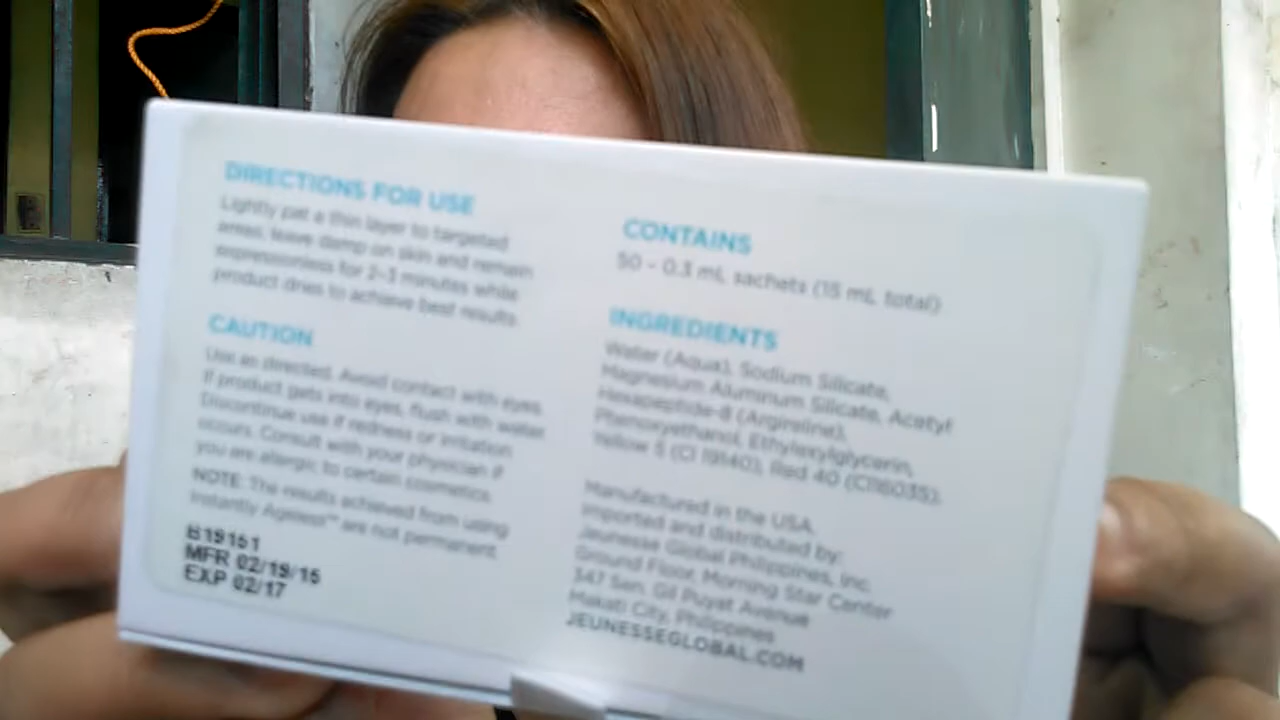 DIRECTIONS FOR USE
Lightly pat a thin layer to targeted
areas, leave damp on skin and remain
expressionless for 2-3 minutes while
product dries to achieve best results.
CAUTION
Use as directed. Avoid contact with eyes.
If product gets into eyes, flush with water.
Discontinue use if redness or irritation
occurs. Consult with your physician if
you are allergic to certain cosmetics.
NOTE: The results achieved from using
Instantly Ageless™ are not permanent.
B19151
MFR 02/19/15
EXP 02/17
CONTAINS
50 - 0.3 mL sachets (15 mL total)
INGREDIENTS
Water (Aqua), Sodium Silicate,
Magnesium Aluminum Silicate, Acetyl
Hexapeptide-8 (Argireline),
Phenoxyethanol, Ethylhexylglycerin,
Yellow 5 (CI 19140), Red 40 (CI16035).
Manufactured in the USA.
Imported and distributed by:
Jeunesse Global Philippines, Inc.
Ground Floor, Morning Star Center
347 Sen. Gil Puyat Avenue
Makati City, Philippines
JEUNESSEGLOBAL.COM